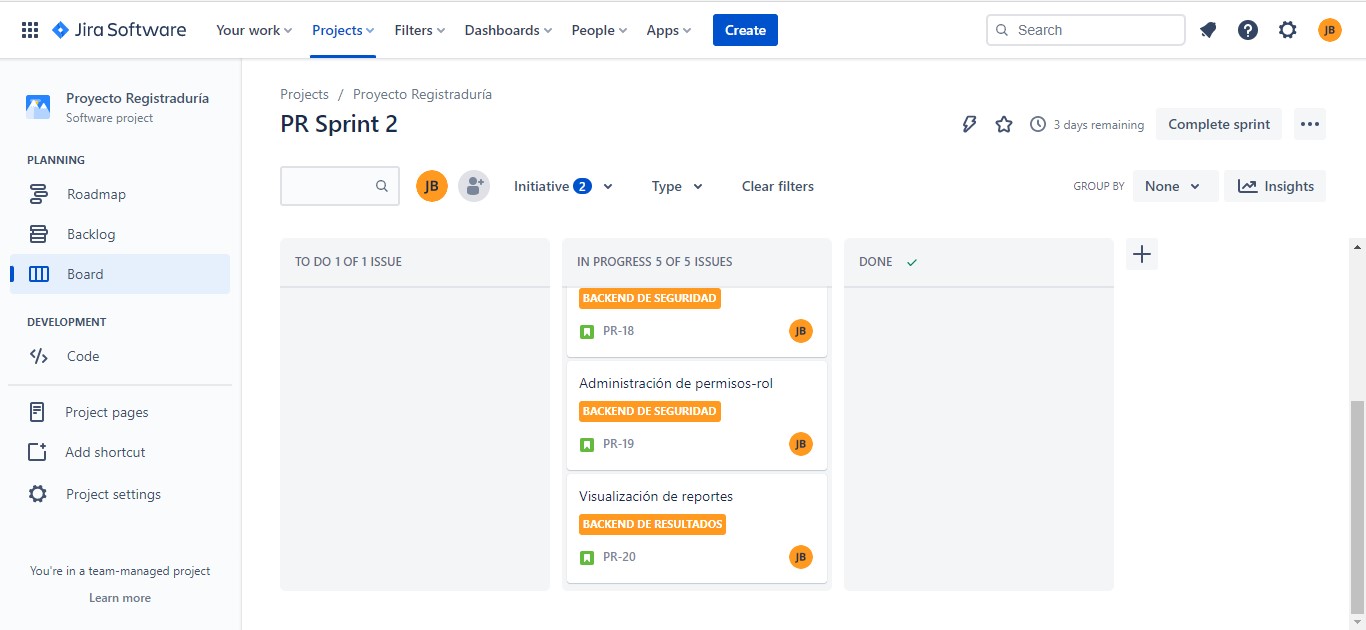 Jira Software Your work Projects Filters Dashboards People Apps Create Search JB
Proyecto Registraduría
Software project
PLANNING
Roadmap
Backlog
Board
DEVELOPMENT
Code
Project pages
Add shortcut
Project settings
You're in a team-managed project
Learn more
Projects / Proyecto Registraduría
PR Sprint 2
3 days remaining Complete sprint
JB Initiative 2 Type Clear filters GROUP BY None Insights
TO DO 1 OF 1 ISSUE
IN PROGRESS 5 OF 5 ISSUES
BACKEND DE SEGURIDAD
PR-18 JB
Administración de permisos-rol
BACKEND DE SEGURIDAD
PR-19 JB
Visualización de reportes
BACKEND DE RESULTADOS
PR-20 JB
DONE